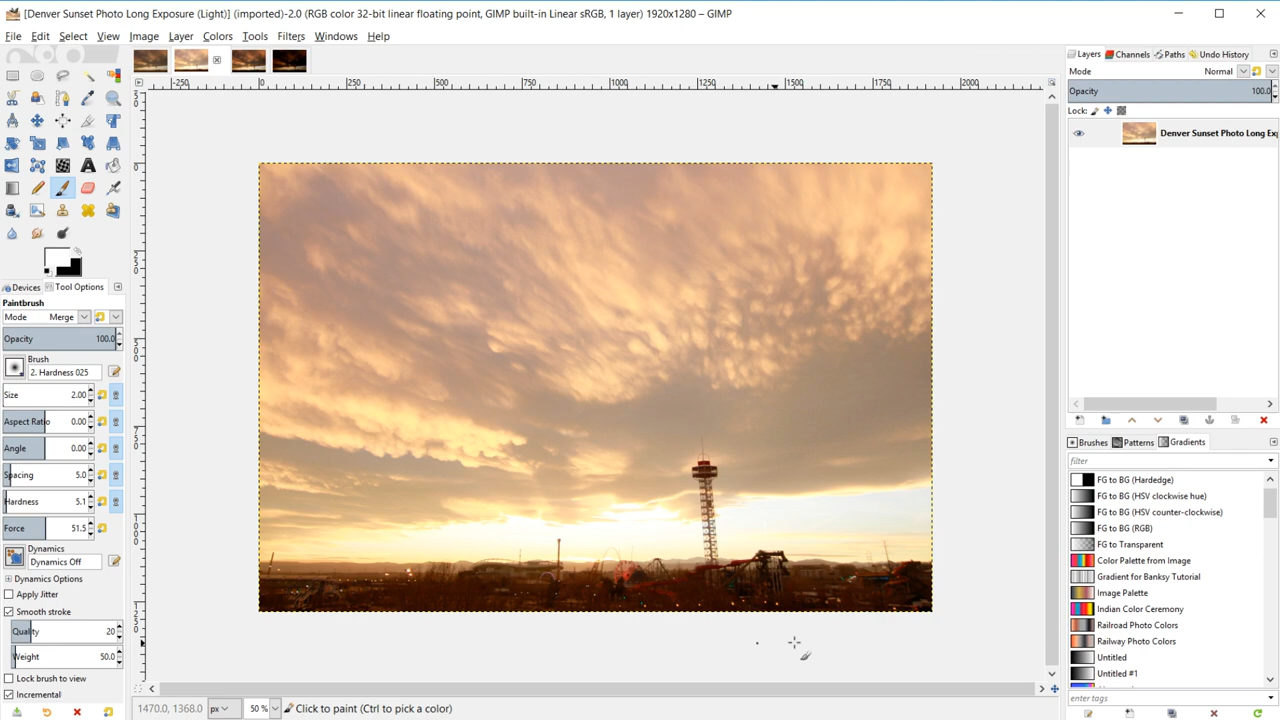 [Denver Sunset Photo Long Exposure (Light)] (imported)-2.0 (RGB color 32-bit linear floating point, GIMP built-in Linear sRGB, 1 layer) 1920x1280 – GIMP
File Edit Select View Image Layer Colors Tools Filters Windows Help
Layers Channels Paths Undo History
Mode Normal
Opacity 100.0
Lock:
Denver Sunset Photo Long Exp
-250 0 250 500 750 1000 1250 1500 1750 2000
0
250
500
750
1000
1250
Devices Tool Options
Paintbrush
Mode Merge
Opacity 100.0
Brush
2. Hardness 025
Size 2.00
Aspect Ratio 0.00
Angle 0.00
Spacing 5.0
Hardness 5.1
Force 51.5
Dynamics
Dynamics Off
Dynamics Options
Apply Jitter
Smooth stroke
Quality 20
Weight 50.0
Lock brush to view
Incremental
Brushes Patterns Gradients
filter
FG to BG (Hardedge)
FG to BG (HSV clockwise hue)
FG to BG (HSV counter-clockwise)
FG to BG (RGB)
FG to Transparent
Color Palette from Image
Gradient for Banksy Tutorial
Image Palette
Indian Color Ceremony
Railroad Photo Colors
Railway Photo Colors
Untitled
Untitled #1
enter tags
1470.0, 1368.0 px 50 % Click to paint (Ctrl to pick a color)